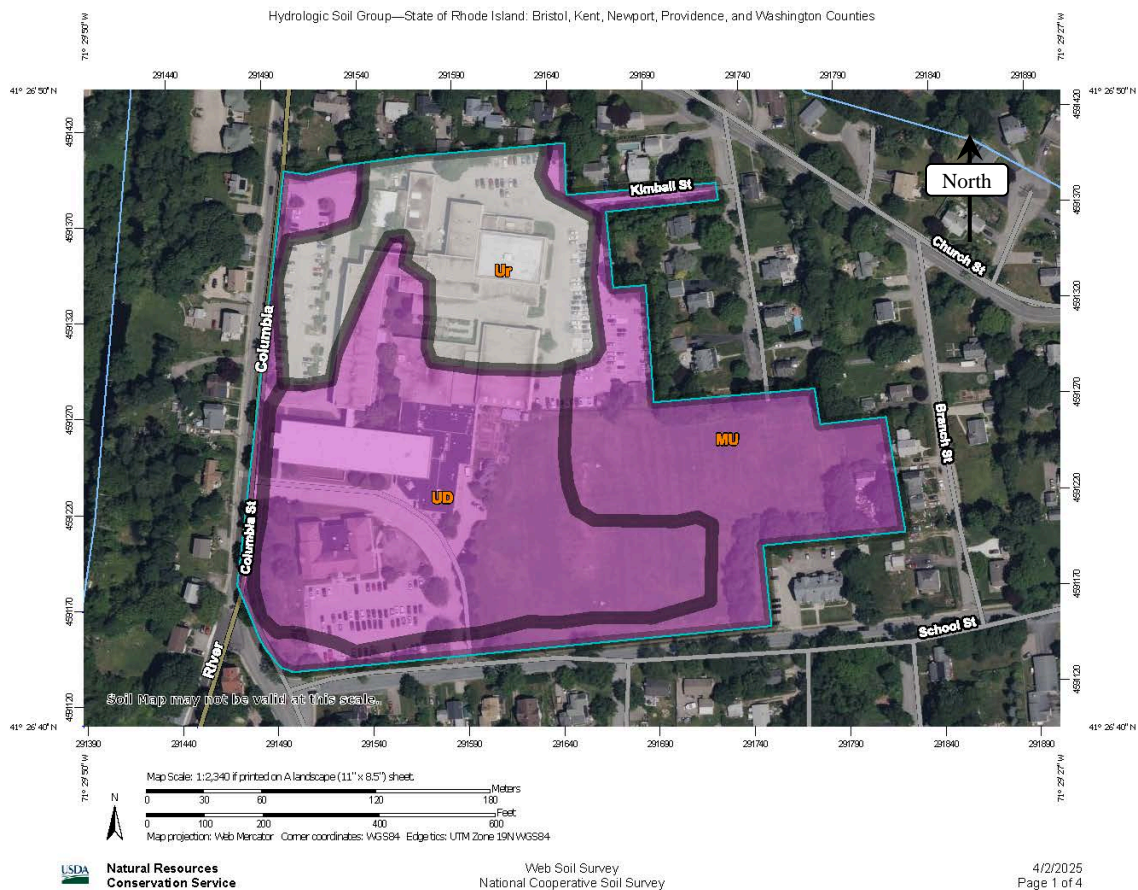 Hydrologic Soil Group—State of Rhode Island: Bristol, Kent, Newport, Providence, and Washington Counties
71° 29' 50'' W
71° 29' 27'' W
291440 291490 291540 291590 291640 291690 291740 291790 291840 291890
41° 26' 50'' N
41° 26' 50'' N
4591420
4591420
North
Kimball St
4591370
4591370
Church St
Ur
4591320
4591320
Columbia
4591270
4591270
MU
Branch St
UD
4591220
4591220
Columbia St
4591170
4591170
School St
River
4591120
4591120
Soil Map may not be valid at this scale.
41° 26' 40'' N
41° 26' 40'' N
291390 291440 291490 291540 291590 291640 291690 291740 291790 291840 291890
71° 29' 50'' W
71° 29' 27'' W
Map Scale: 1:2,340 if printed on A landscape (11" x 8.5") sheet.
Meters
0 30 60 120 180
Feet
0 100 200 400 600
N
Map projection: Web Mercator Corner coordinates: WGS84 Edge tics: UTM Zone 19N WGS84
USDA
Natural Resources
Conservation Service
Web Soil Survey
National Cooperative Soil Survey
4/2/2025
Page 1 of 4